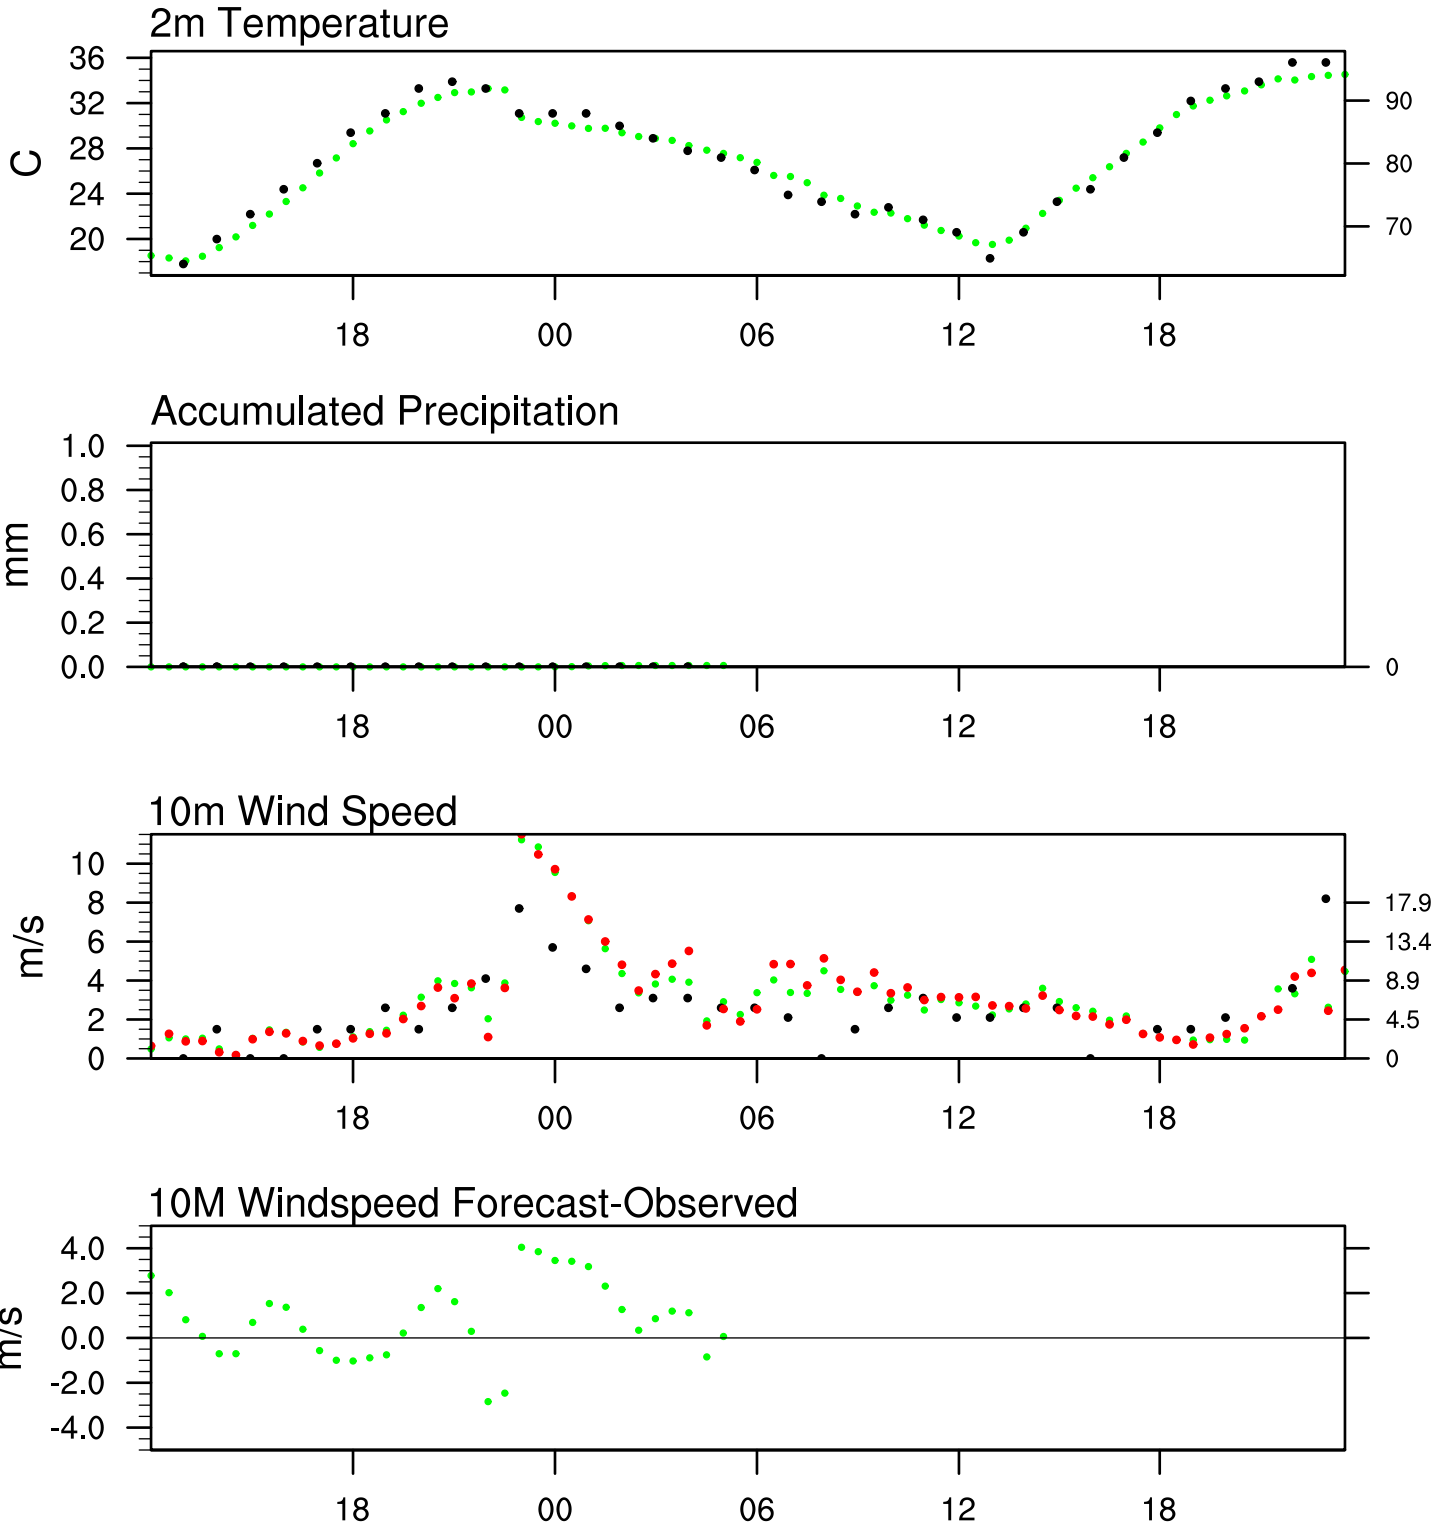 2m Temperature
36
32
28
24
20
C
90
80
70
18 00 06 12 18
Accumulated Precipitation
1.0
0.8
0.6
0.4
0.2
0.0
mm
0
18 00 06 12 18
10m Wind Speed
10
8
6
4
2
0
m/s
17.9
13.4
8.9
4.5
0
18 00 06 12 18
10M Windspeed Forecast-Observed
4.0
2.0
0.0
-2.0
-4.0
m/s
18 00 06 12 18